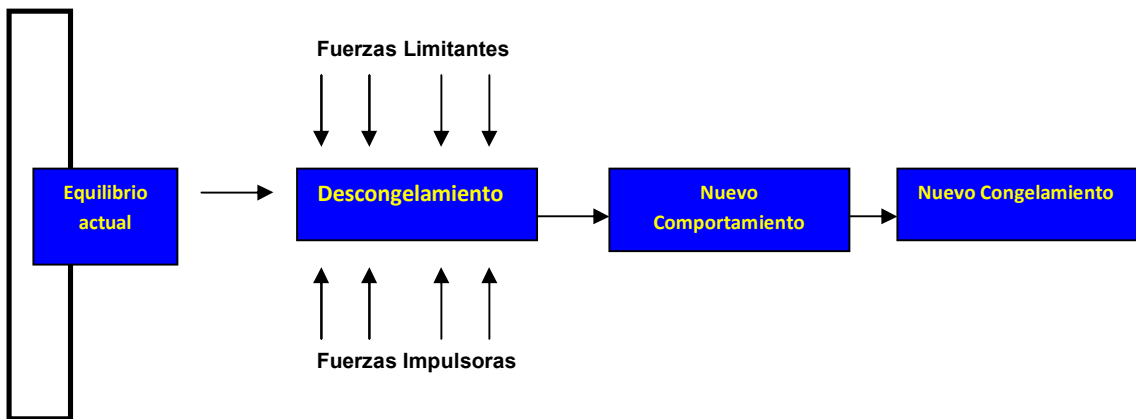 Fuerzas Limitantes
Equilibrio
actual
Descongelamiento
Nuevo
Comportamiento
Nuevo Congelamiento
Fuerzas Impulsoras